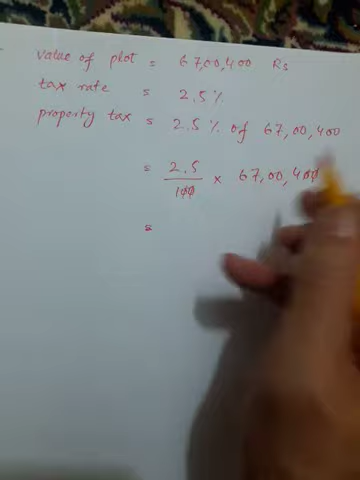 value of plot = 67,00,400 Rs
tax rate = 2.5%
property tax = 2.5% of 67,00,400
= 2.5/100 × 67,00,400
=